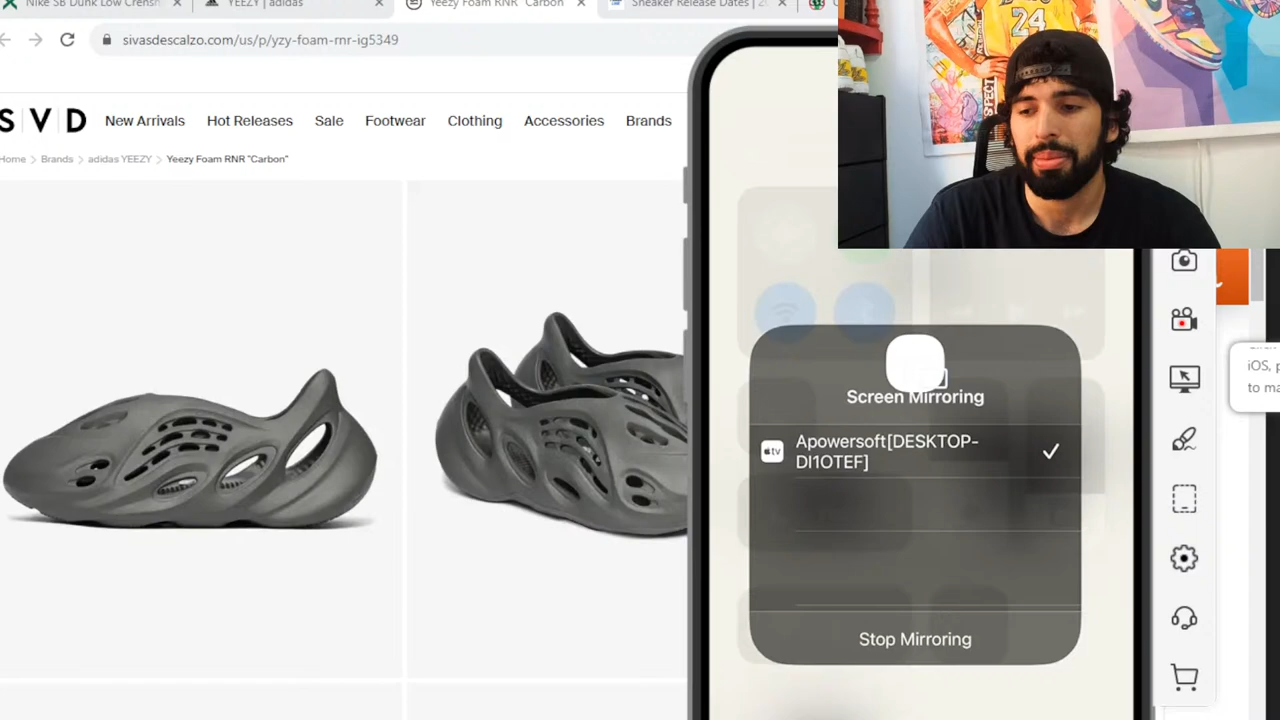 Nike SB Dunk Low Crensh
YEEZY | adidas
Yeezy Foam RNR "Carbon"
Sneaker Release Dates | 2
sivasdescalzo.com/us/p/yzy-foam-rnr-ig5349
24
S V D
New Arrivals
Hot Releases
Sale
Footwear
Clothing
Accessories
Brands
Home > Brands > adidas YEEZY > Yeezy Foam RNR "Carbon"
Screen Mirroring
tv
Apowersoft[DESKTOP-
DI1OTEF]
Stop Mirroring
iOS, p
to ma